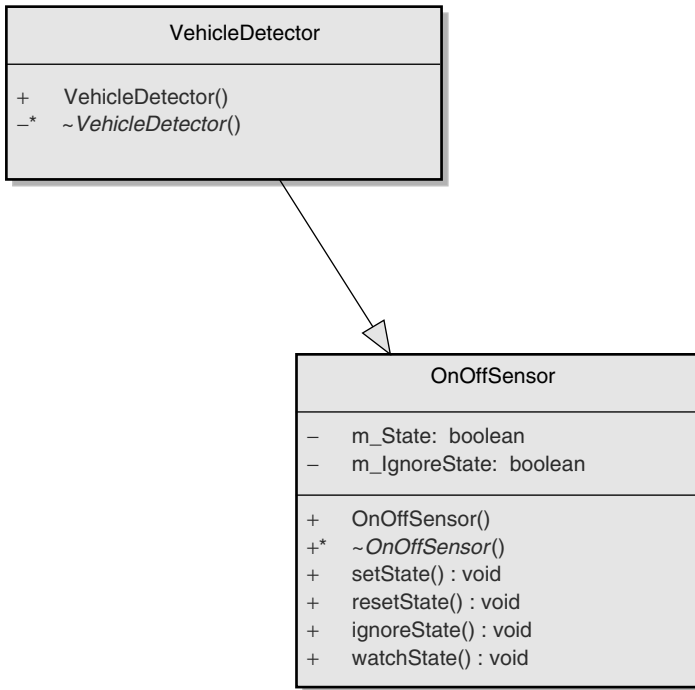 VehicleDetector
+ VehicleDetector()
–* ~VehicleDetector()
OnOffSensor
– m_State: boolean
– m_IgnoreState: boolean
+ OnOffSensor()
+* ~OnOffSensor()
+ setState() : void
+ resetState() : void
+ ignoreState() : void
+ watchState() : void